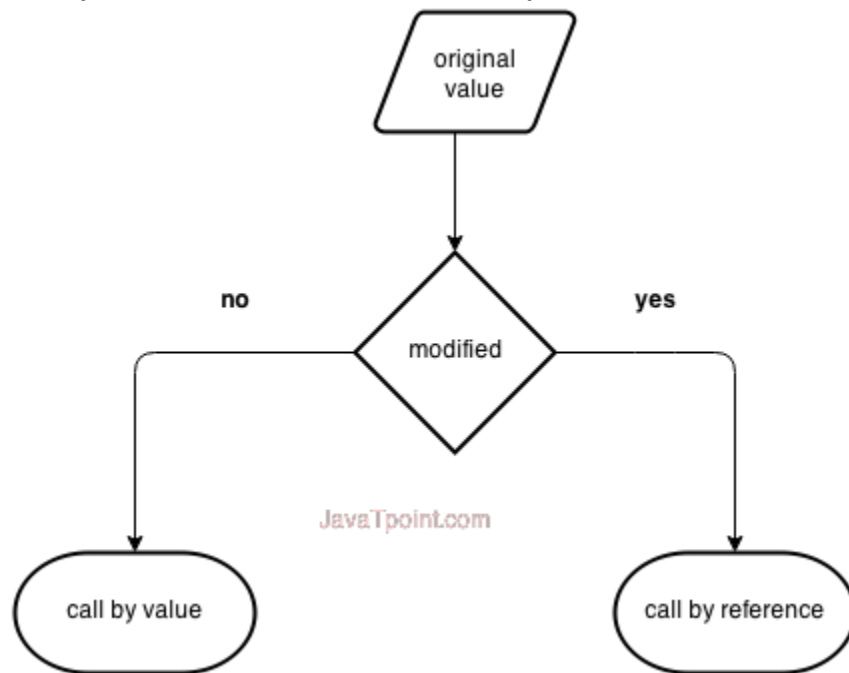 original
value
no
yes
modified
JavaTpoint.com
call by value
call by reference